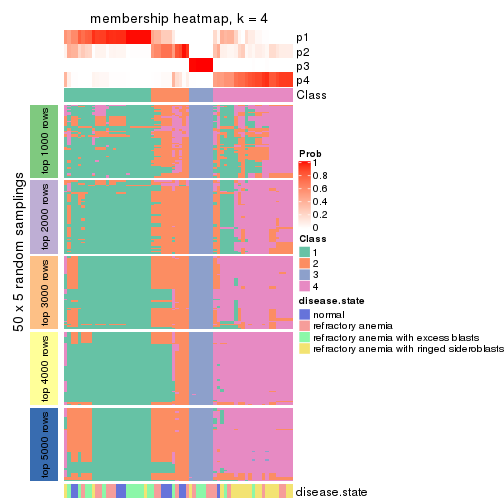 membership heatmap, k = 4
p1
p2
p3
p4
Class
50 x 5 random samplings
top 1000 rows
top 2000 rows
top 3000 rows
top 4000 rows
top 5000 rows
disease.state
Prob
1
0.8
0.6
0.4
0.2
0
Class
1
2
3
4
disease.state
normal
refractory anemia
refractory anemia with excess blasts
refractory anemia with ringed sideroblasts